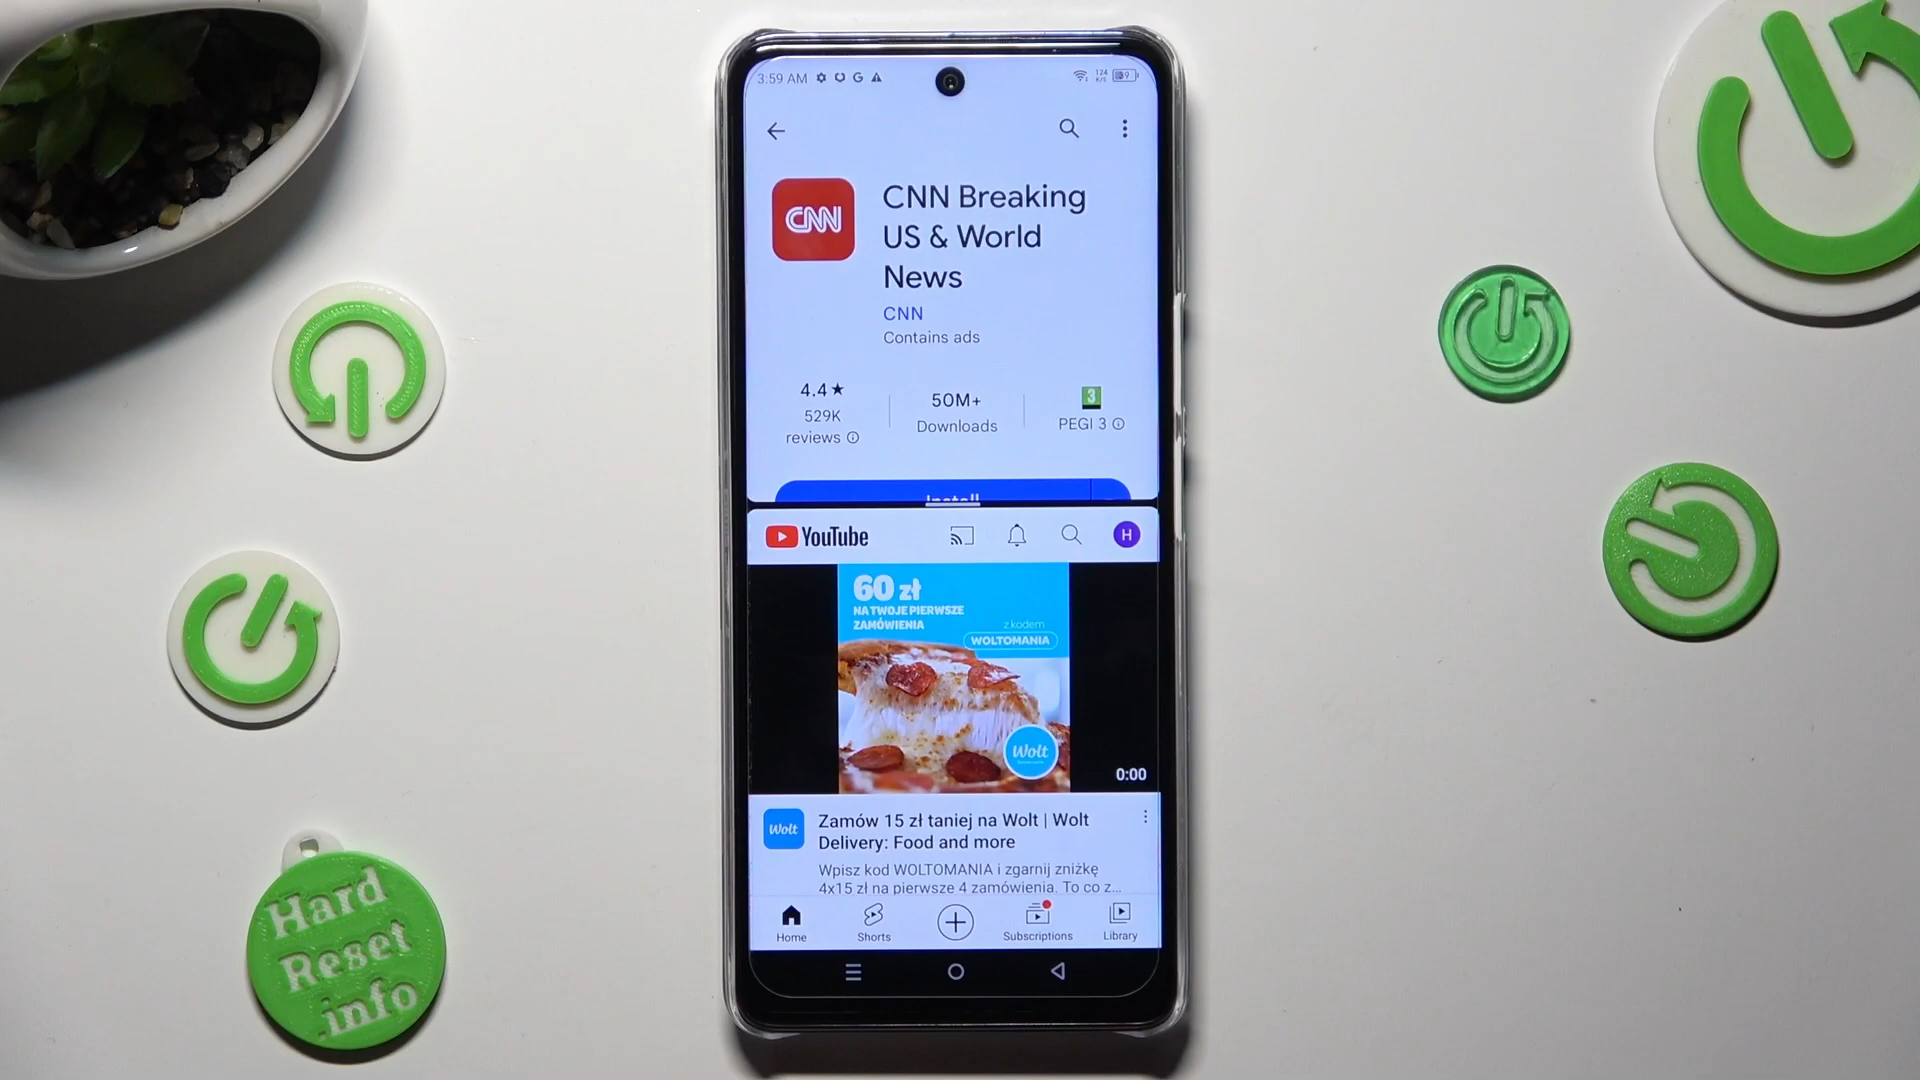 3:59 AM
124
K/s
9
CNN
CNN Breaking
US & World
News
CNN
Contains ads
4.4★
529K
reviews
50M+
Downloads
3
PEGI 3
Install
YouTube
H
60 zł
NA TWOJE PIERWSZE
ZAMÓWIENIA
z kodem
WOLTOMANIA
Wolt
0:00
Wolt
Zamów 15 zł taniej na Wolt | Wolt
Delivery: Food and more
Wpisz kod WOLTOMANIA i zgarnij zniżkę
4x15 zł na pierwsze 4 zamówienia. To co z...
Home
Shorts
Subscriptions
Library
Hard
Reset
.info